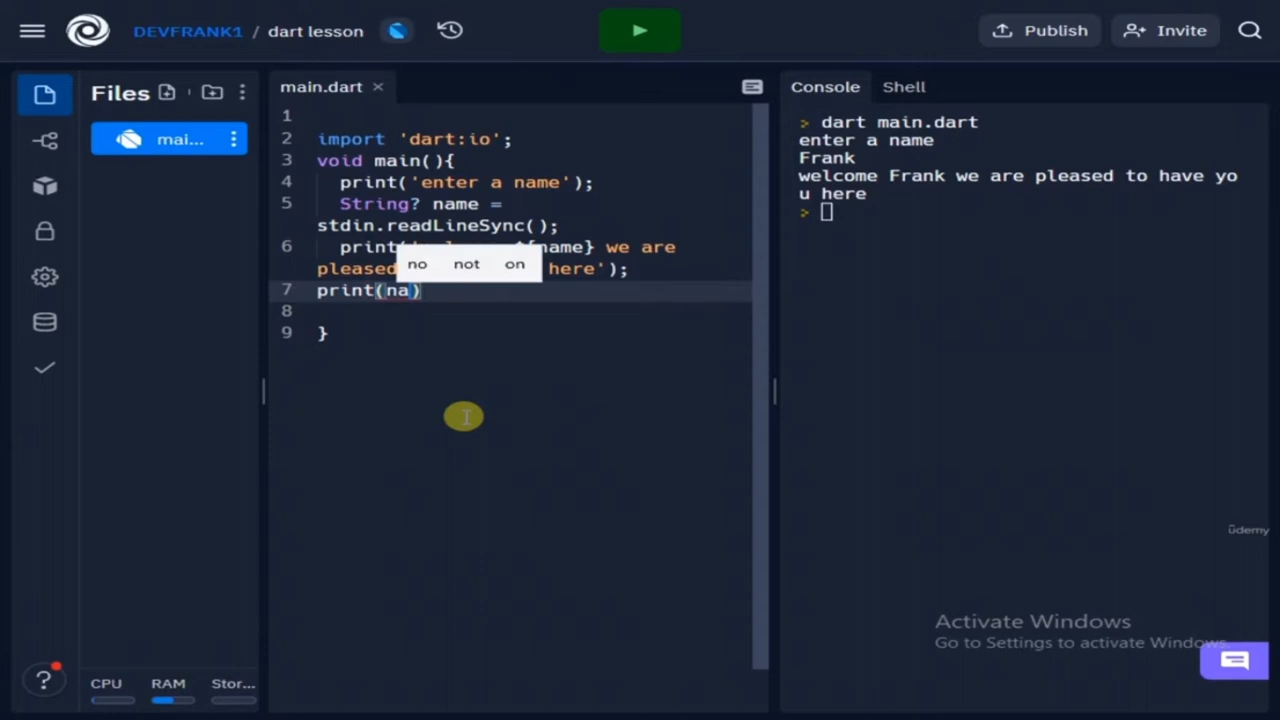 DEVFRANK1 / dart lesson
Publish
Invite
Files
mai...
main.dart
1
2 import 'dart:io';
3 void main(){
4 print('enter a name');
5 String? name =
stdin.readLineSync();
6 print( {name} we are
pleased here');
no not on
7 print(na)
8
9 }
Console
Shell
> dart main.dart
enter a name
Frank
welcome Frank we are pleased to have yo
u here
>
ûdemy
Activate Windows
Go to Settings to activate Windows.
?
CPU
RAM
Stor...